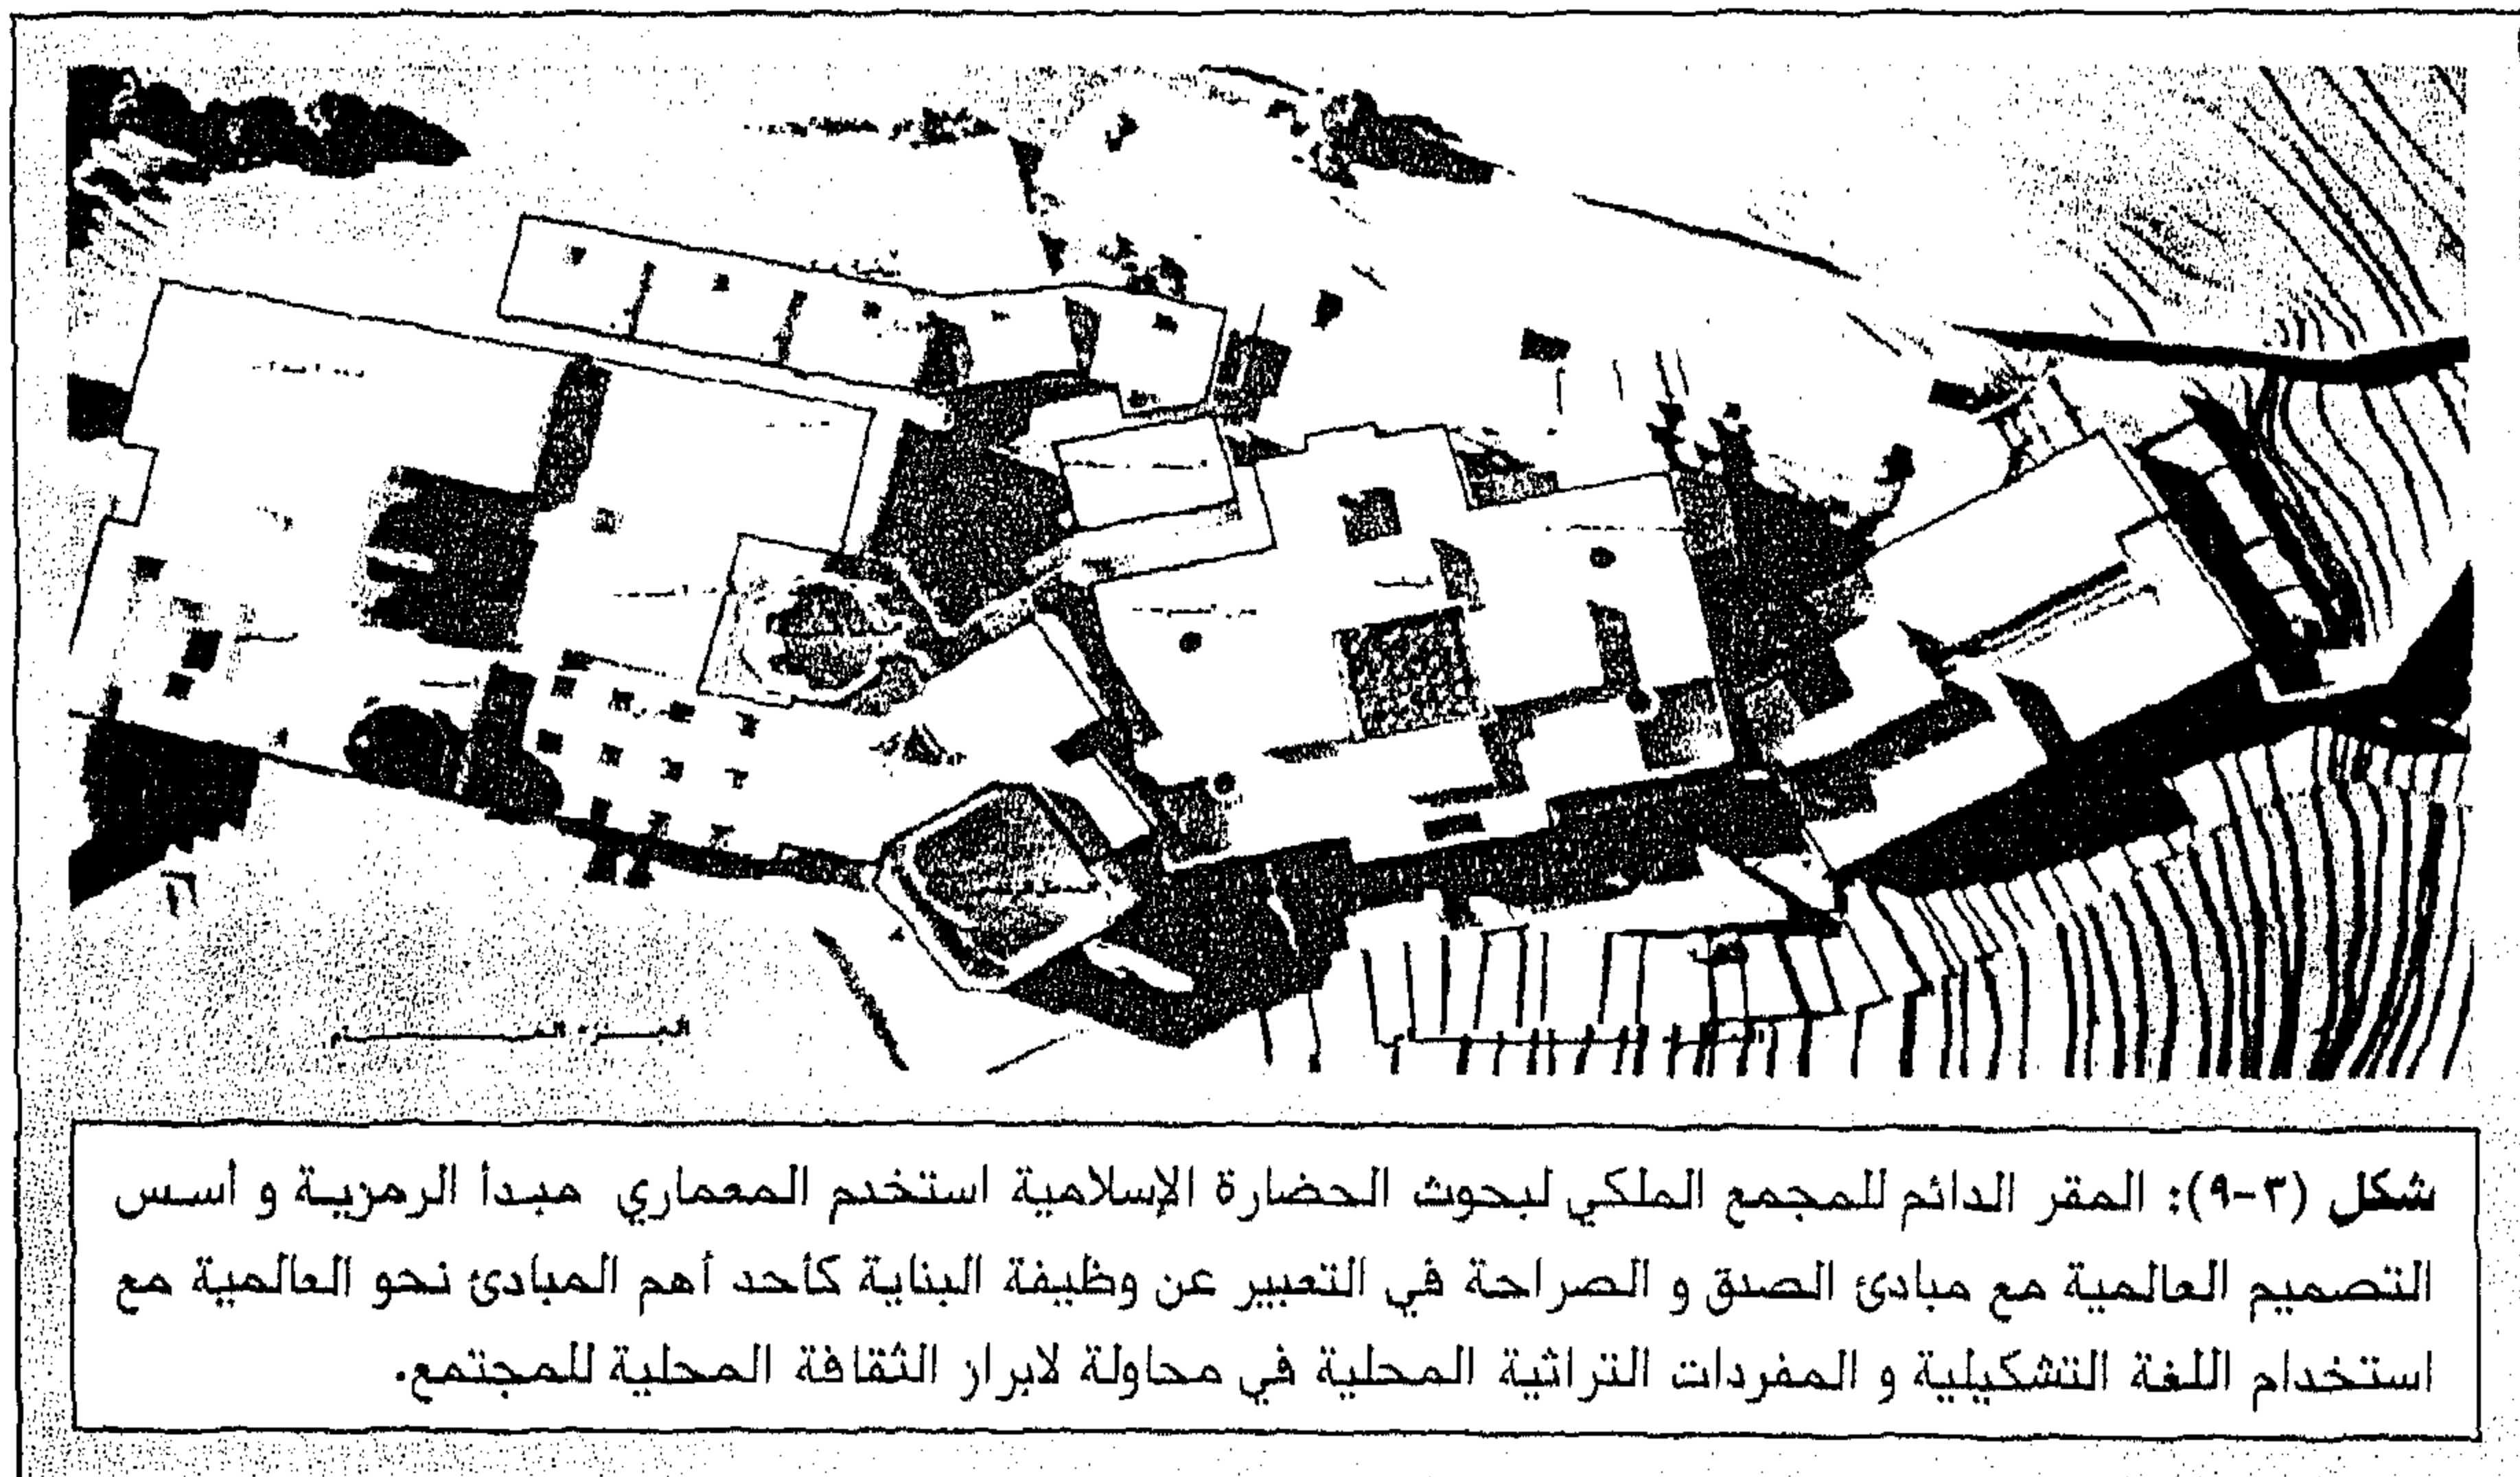 شكل (٣-٩): المقر الدائم للمجمع الملكي لبحوث الحضارة الإسلامية استخدم المعماري مبدأ الرمزية و أسس
التصميم العالمية مع مبادئ الصدق و الصراحة في التعبير عن وظيفة البناية كأحد أهم المبادئ نحو العالمية مع
استخدام اللغة التشكيلية و المفردات التراثية المحلية في محاولة لابرار الثقافة المحلية للمجتمع.